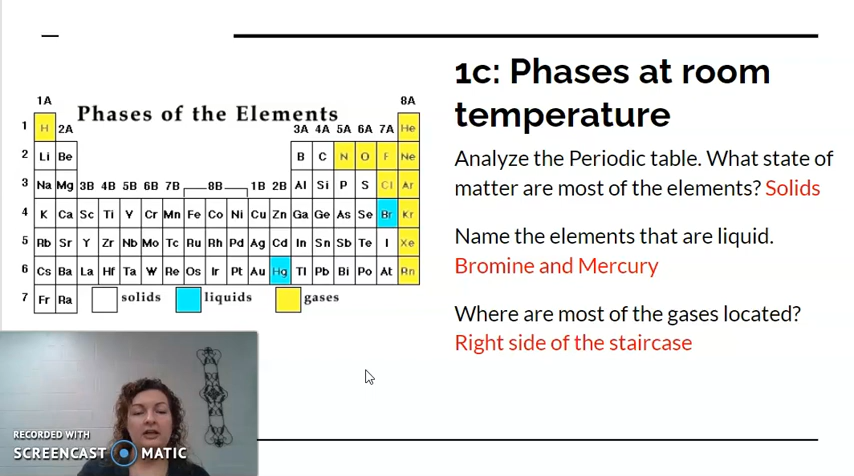 1c: Phases at room
temperature
Analyze the Periodic table. What state of
matter are most of the elements? Solids
Name the elements that are liquid.
Bromine and Mercury
Where are most of the gases located?
Right side of the staircase
Phases of the Elements
1A 8A
1 H 2A 3A 4A 5A 6A 7A He
2 Li Be B C N O F Ne
3 Na Mg 3B 4B 5B 6B 7B 8B 1B 2B Al Si P S Cl Ar
4 K Ca Sc Ti V Cr Mn Fe Co Ni Cu Zn Ga Ge As Se Br Kr
5 Rb Sr Y Zr Nb Mo Tc Ru Rh Pd Ag Cd In Sn Sb Te I Xe
6 Cs Ba La Hf Ta W Re Os Ir Pt Au Hg Tl Pb Bi Po At Rn
7 Fr Ra
solids liquids gases
RECORDED WITH
SCREENCAST MATIC